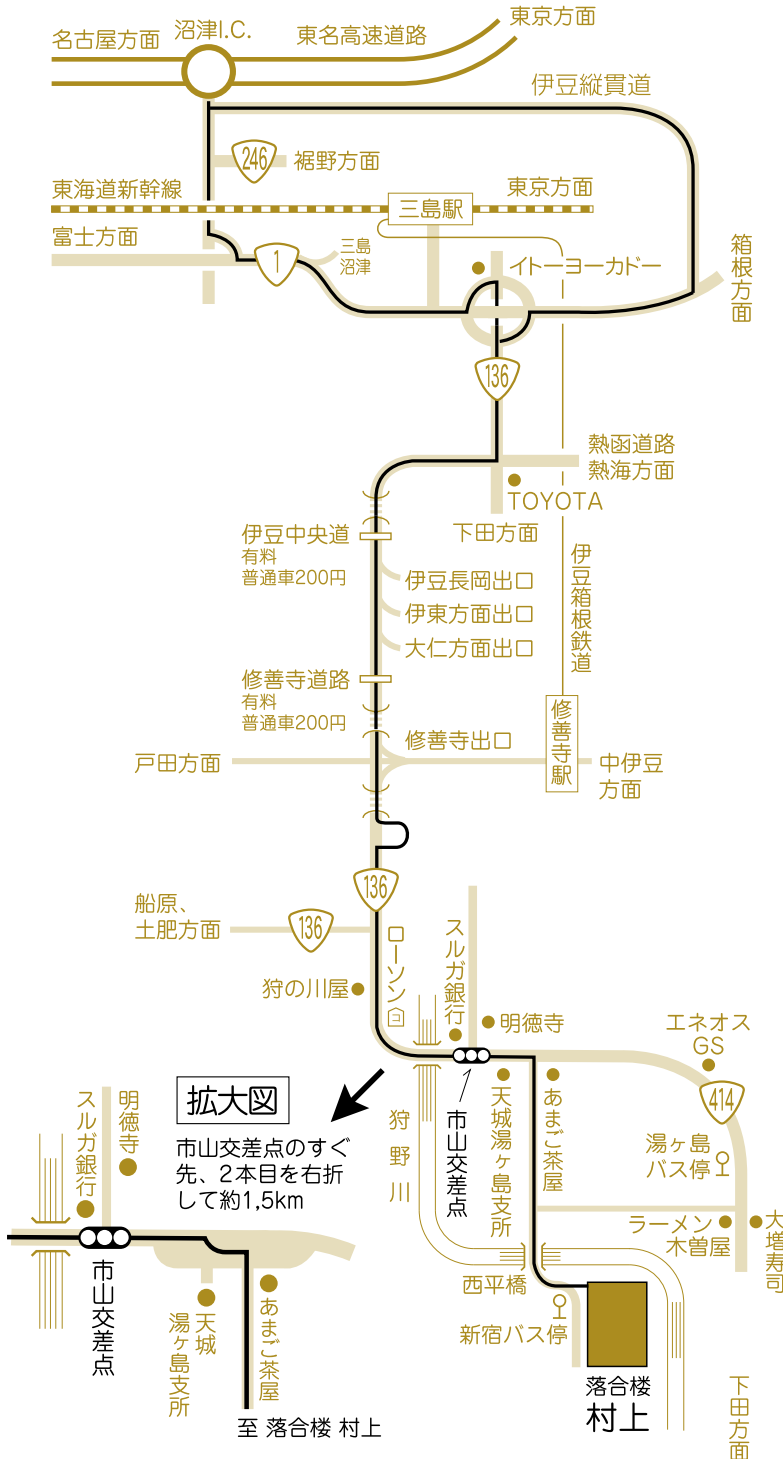 東京方面
名古屋方面
沼津I.C.
東名高速道路
伊豆縦貫道
246
裾野方面
東海道新幹線
三島駅
東京方面
富士方面
1
三島
沼津
イトーヨーカドー
箱根方面
136
熱函道路
熱海方面
TOYOTA
下田方面
伊豆中央道
有料
普通車200円
伊豆長岡出口
伊東方面出口
大仁方面出口
伊豆箱根鉄道
修善寺道路
有料
普通車200円
修善寺出口
修善寺駅
戸田方面
中伊豆
方面
136
船原、
土肥方面
136
ローソン
ヨ
狩の川屋
スルガ銀行
明徳寺
エネオス
GS
414
市山交差点
天城湯ヶ島支所
あまご茶屋
狩野川
湯ヶ島
バス停
ラーメン
木曽屋
大増寿司
西平橋
新宿バス停
落合楼
村上
下田方面
拡大図
市山交差点のすぐ
先、2本目を右折
して約1,5km
スルガ銀行
明徳寺
市山交差点
天城
湯ヶ島支所
あまご茶屋
至 落合楼 村上